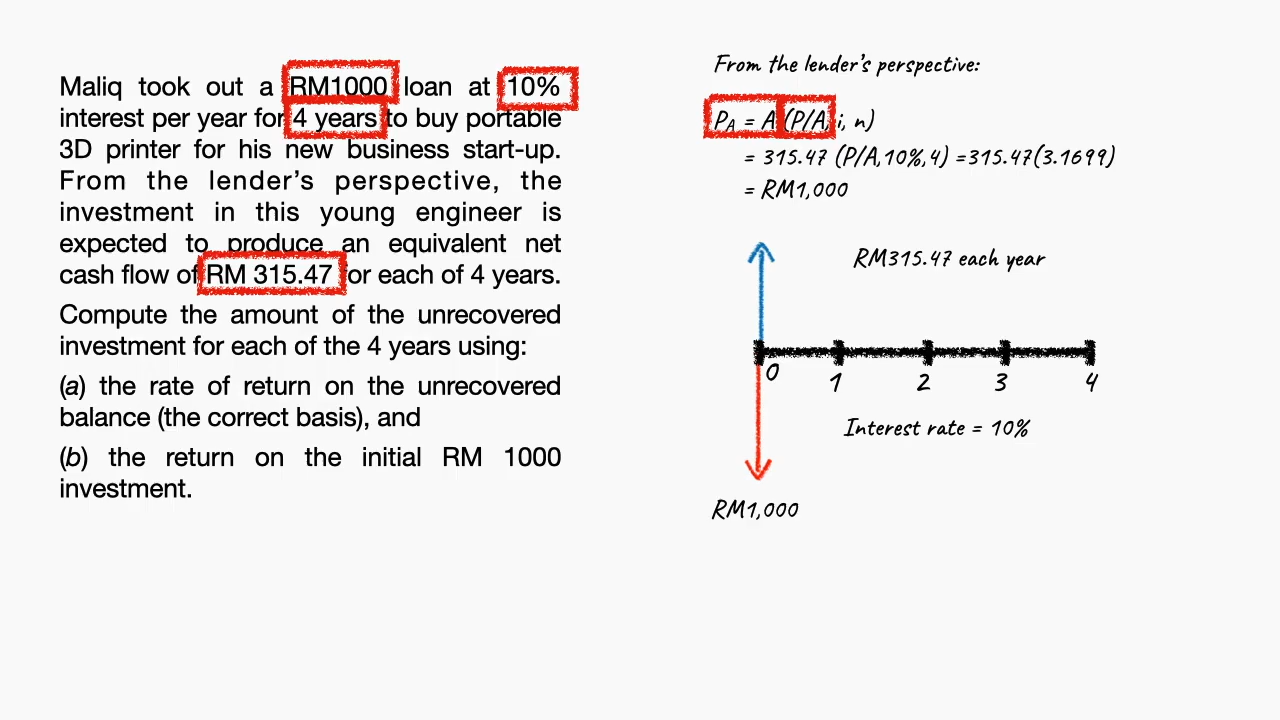 Maliq took out a RM1000 loan at 10%
interest per year for 4 years to buy portable
3D printer for his new business start-up.
From the lender's perspective, the
investment in this young engineer is
expected to produce an equivalent net
cash flow of RM 315.47 for each of 4 years.
Compute the amount of the unrecovered
investment for each of the 4 years using:
(a) the rate of return on the unrecovered
balance (the correct basis), and
(b) the return on the initial RM 1000
investment.
From the lender's perspective:
PA = A (P/A, i, n)
= 315.47 (P/A,10%,4) =315.47(3.1699)
= RM1,000
RM315.47 each year
0 1 2 3 4
Interest rate = 10%
RM1,000